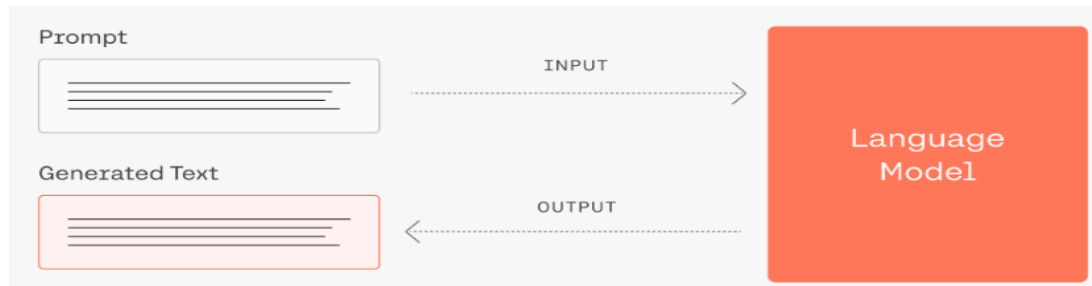 Prompt
INPUT
Language
Model
Generated Text
OUTPUT